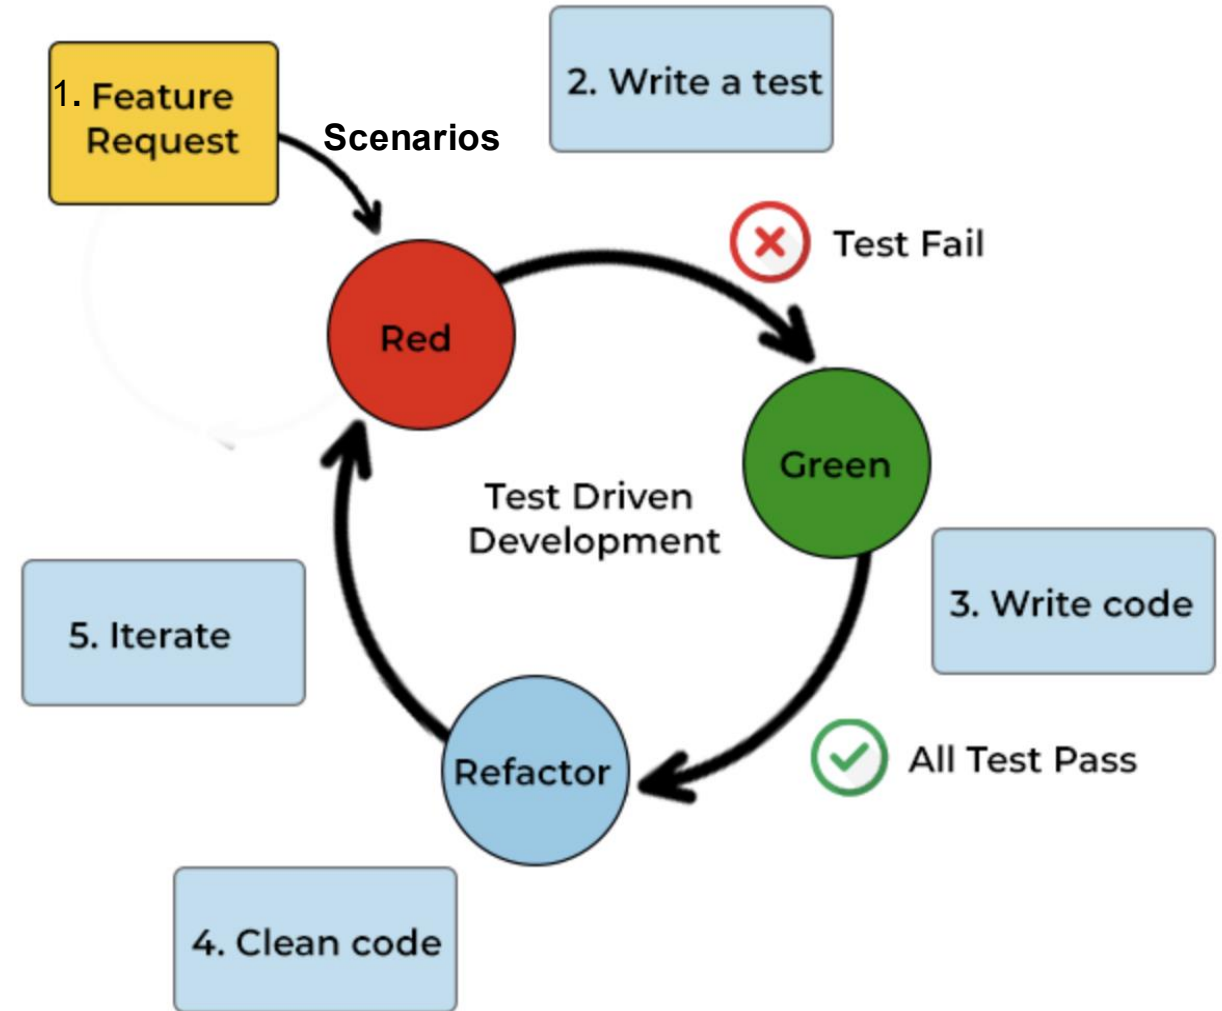 1. Feature
Request
Scenarios
2. Write a test
Test Fail
Red
Green
Test Driven
Development
3. Write code
5. Iterate
All Test Pass
Refactor
4. Clean code